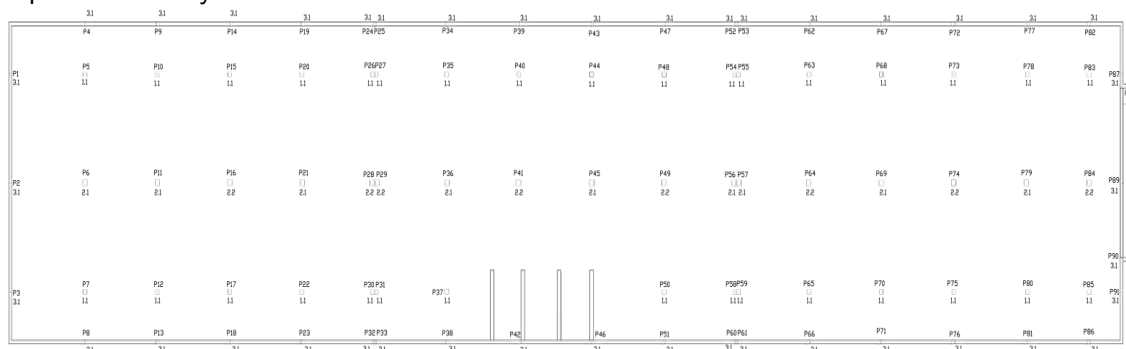 3.1 3.1 3.1 3.1 3.1 3.1 3.1 3.1 3.1 3.1 3.1 3.1 3.1 3.1 3.1 3.1 3.1
P4 P9 P14 P19 P24 P25 P34 P39 P43 P47 P52 P53 P62 P67 P72 P77 P82
P5 P10 P15 P20 P26 P27 P35 P40 P44 P48 P54 P55 P63 P68 P73 P78 P83
P1 P87
3.1 1.1 1.1 1.1 1.1 1.1 1.1 1.1 1.1 1.1 1.1 1.1 1.1 1.1 1.1 1.1 1.1 1.1 3.1
P6 P11 P16 P21 P28 P29 P36 P41 P45 P49 P56 P57 P64 P69 P74 P79 P84
P2 P89
3.1 2.1 2.1 2.2 2.1 2.2 2.2 2.1 2.2 2.1 2.1 2.1 2.1 2.2 2.1 2.2 2.1 2.2 3.1
P90
3.1
P7 P12 P17 P22 P30 P31 P50 P58 P59 P65 P70 P75 P80 P85
P3 P37 P91
3.1 1.1 1.1 1.1 1.1 1.1 1.1 1.1 1.1 1.1 1.1 1.1 1.1 1.1 1.1 1.1 3.1
P8 P13 P18 P23 P32 P33 P38 P42 P46 P51 P60 P61 P66 P71 P76 P81 P86